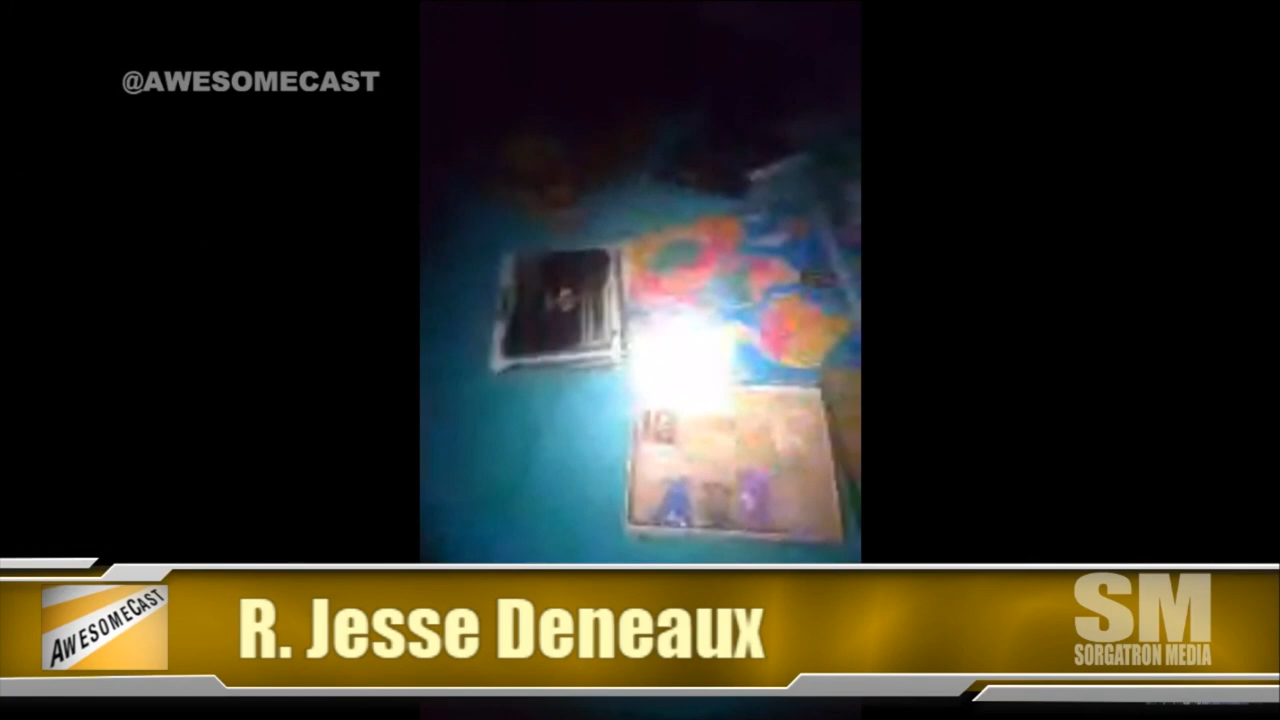 @AWESOMECAST
AWESOMECAST
R. Jesse Deneaux
SM
SORGATRON MEDIA